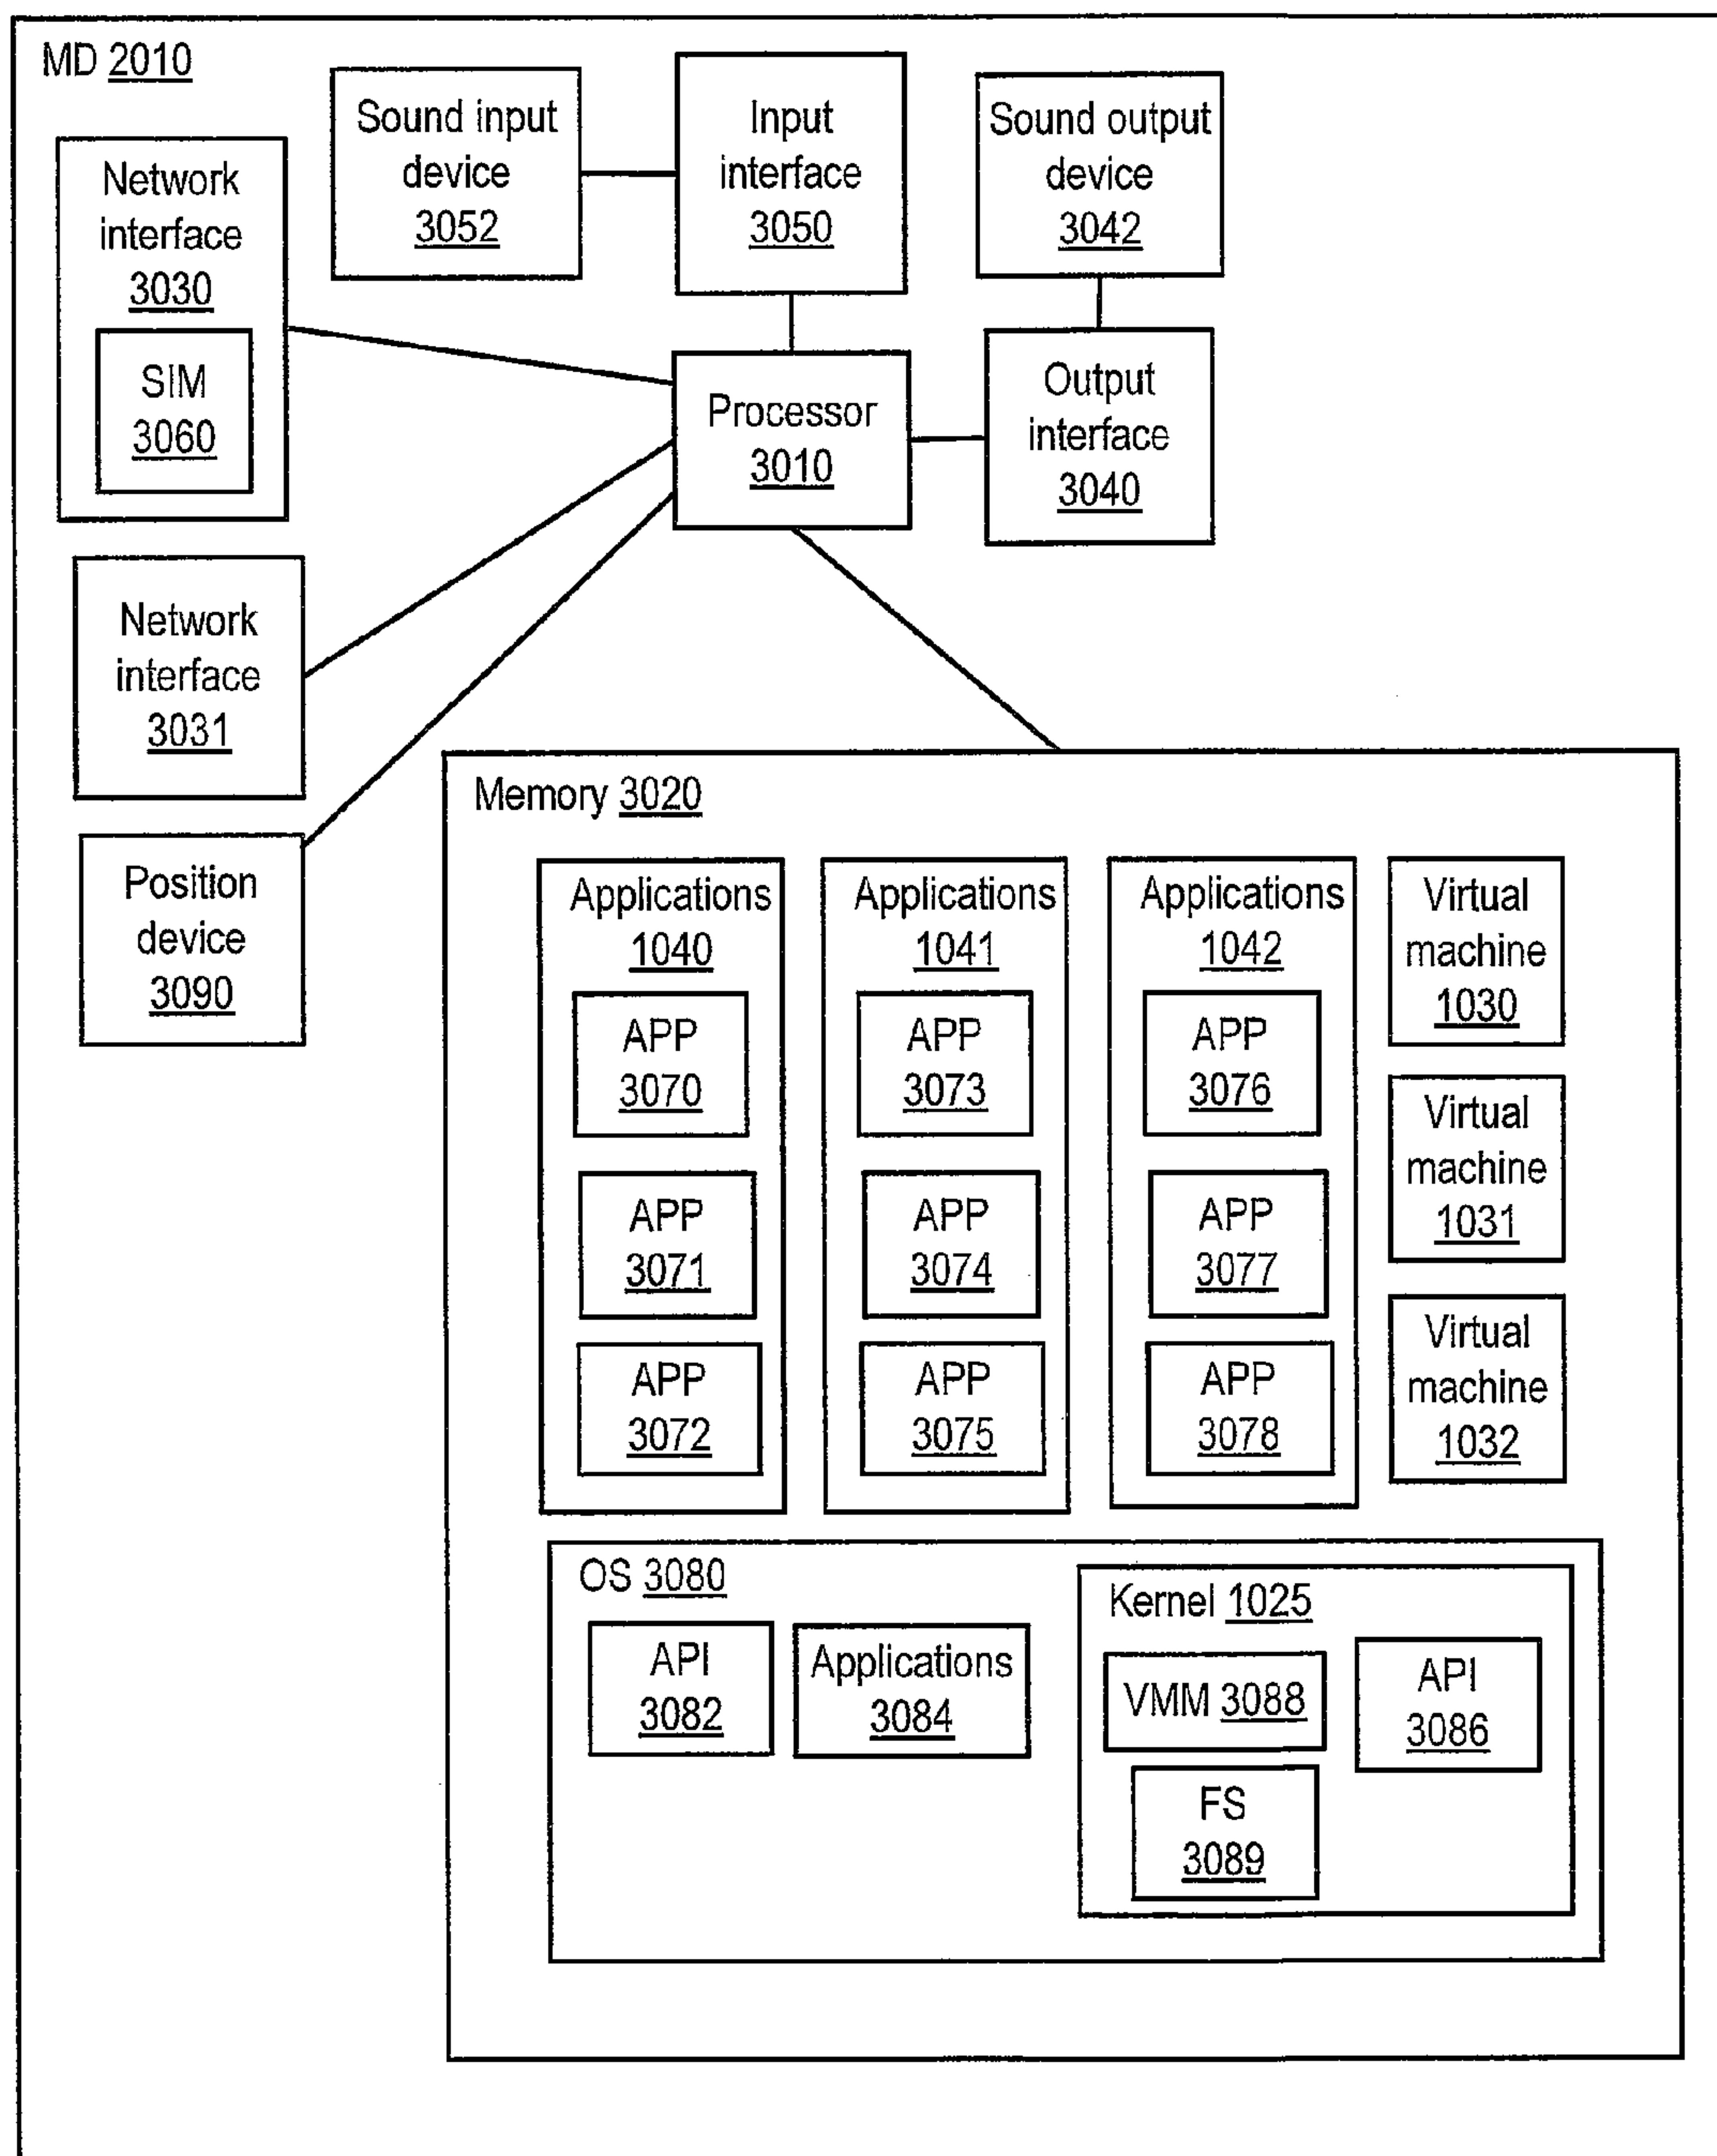 MD 2010
Sound input
device
3052
Input
interface
3050
Sound output
device
3042
Network
interface
3030
SIM
3060
Processor
3010
Output
interface
3040
Network
interface
3031
Position
device
3090
Memory 3020
Applications
1040
APP
3070
APP
3071
APP
3072
Applications
1041
APP
3073
APP
3074
APP
3075
Applications
1042
APP
3076
APP
3077
APP
3078
Virtual
machine
1030
Virtual
machine
1031
Virtual
machine
1032
OS 3080
API
3082
Applications
3084
Kernel 1025
VMM 3088
API
3086
FS
3089